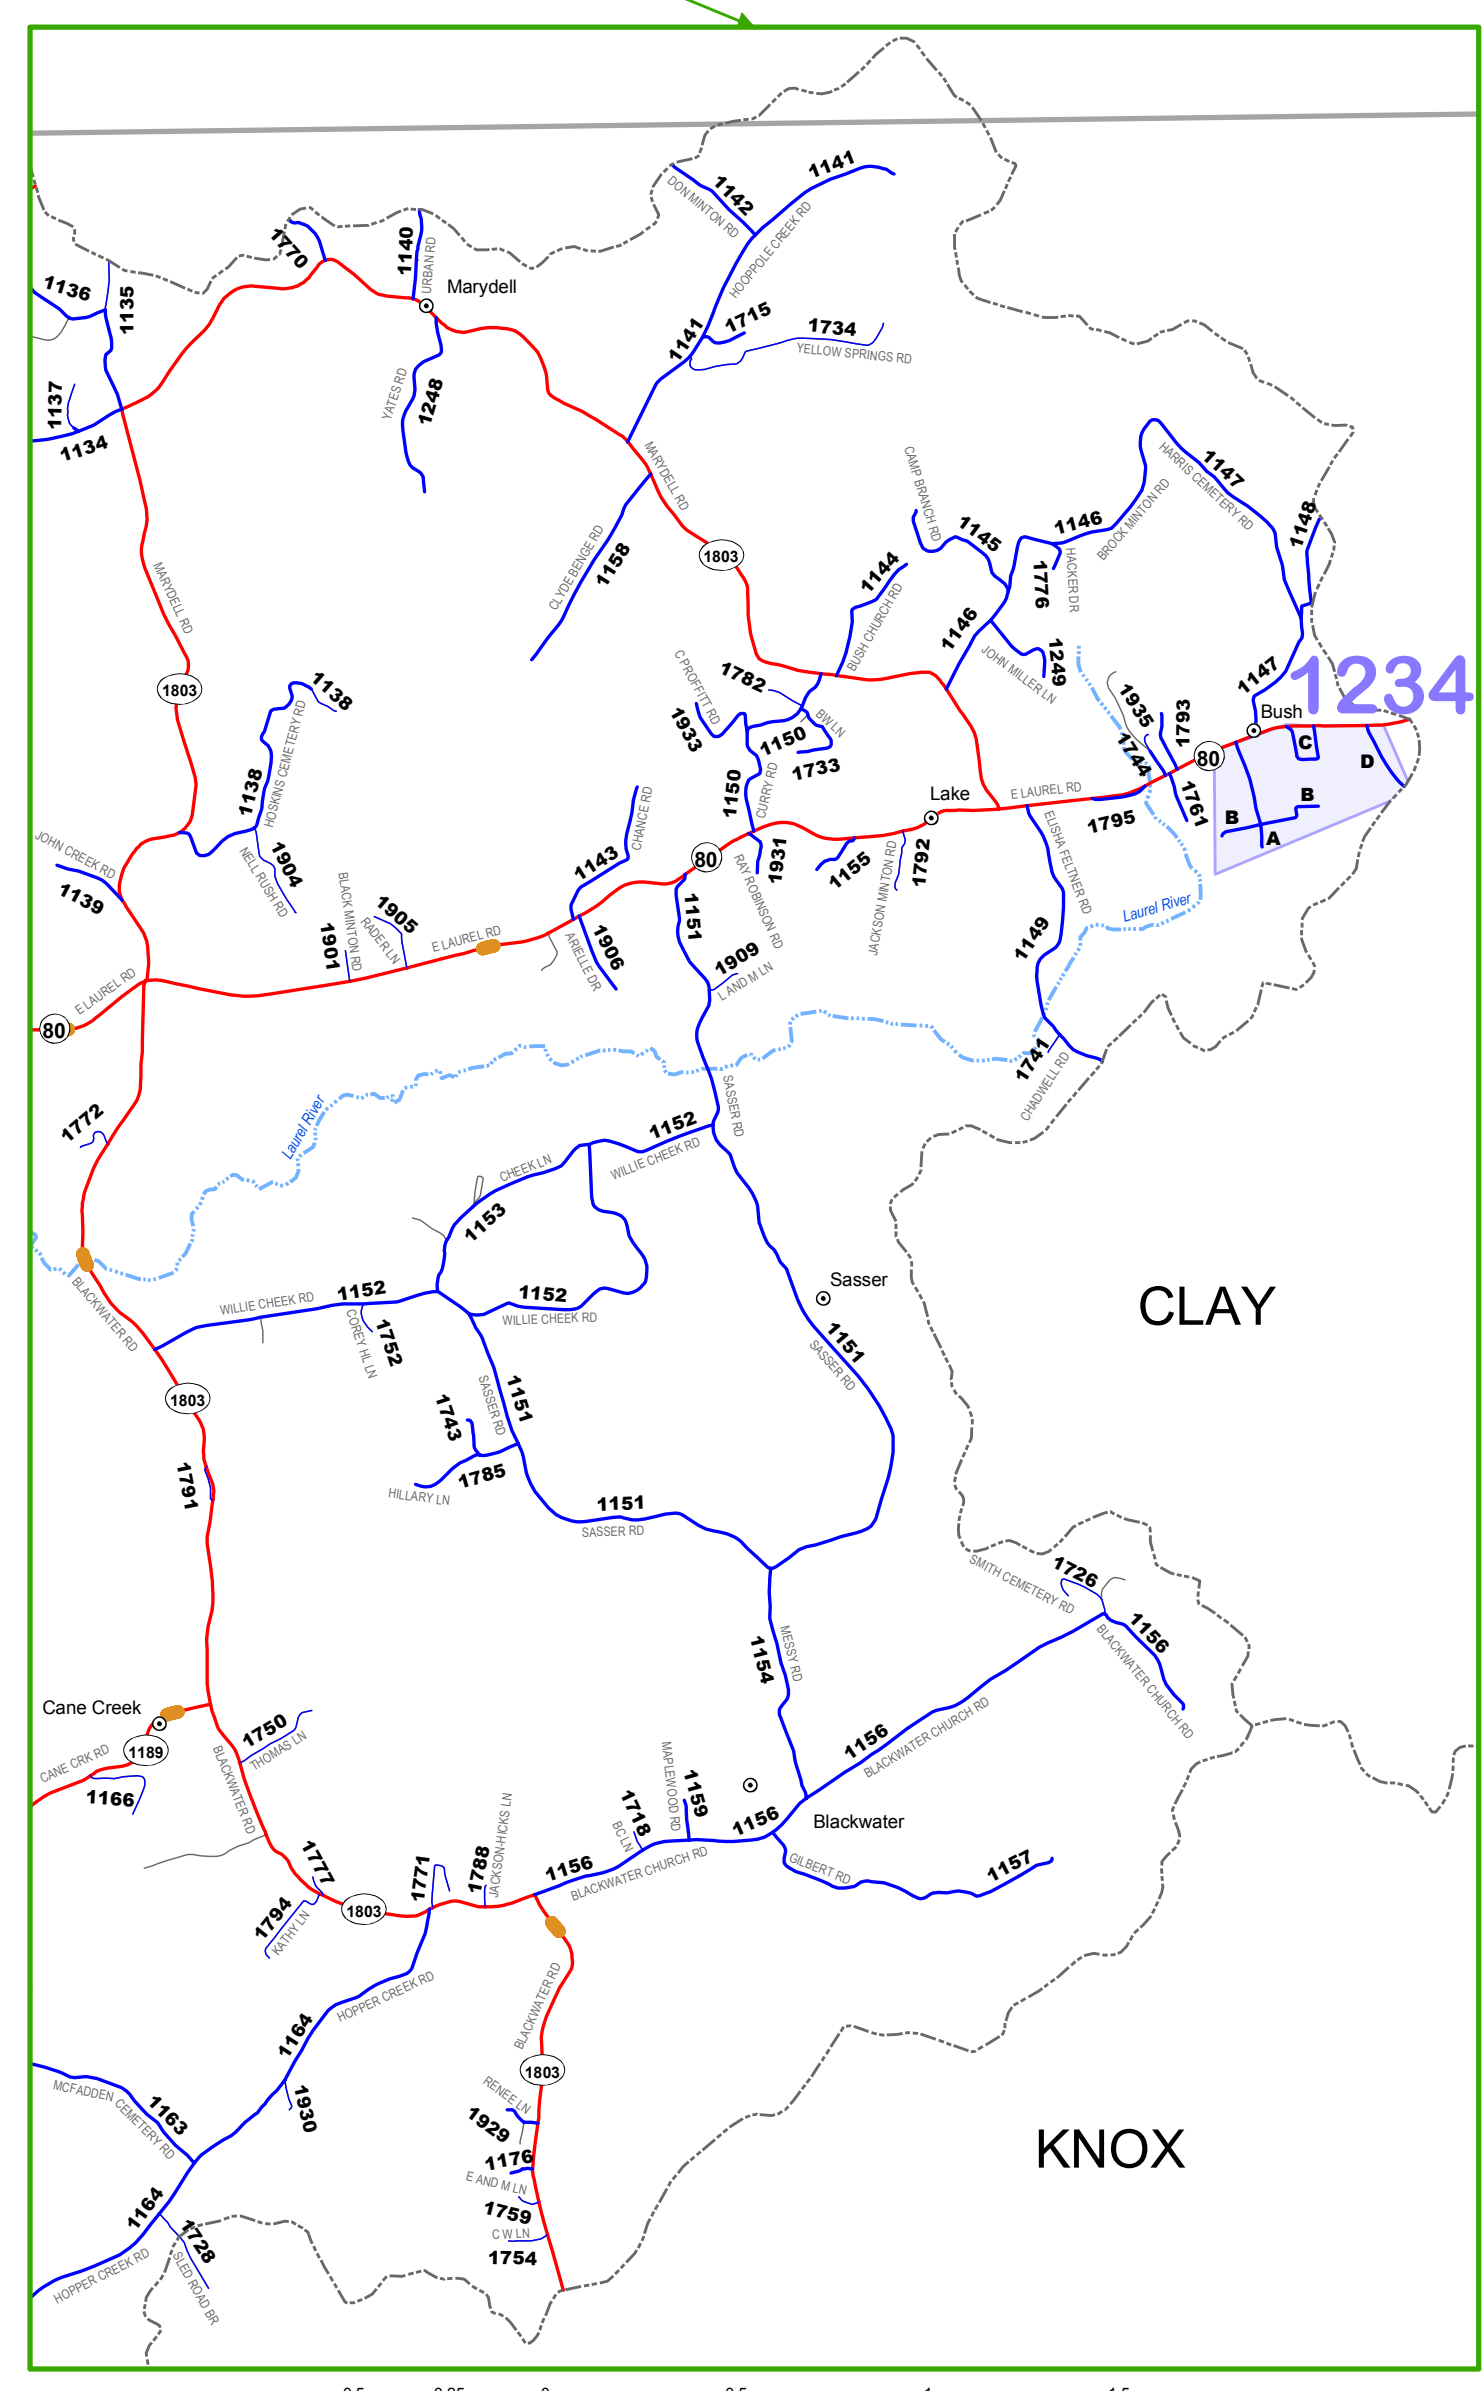 1141
DON MINTON RD
1142
HOOPPOLE CREEK RD
1770
1140
URBAN RD
Marydell
1136
1135
1141
1715
1734
YELLOW SPRINGS RD
1137
1134
YATES RD
1248
MARYDELL RD
CAMP BRANCH RD
HARRIS CEMETERY RD
1147
1148
1145
1146
BROCK MINTON RD
MARYDELL RD
CLYDE BENGE RD
1158
1803
1144
BUSH CHURCH RD
1776
HACKER DR
1146
JOHN MILLER LN
1249
1147
1234
1803
1138
1138
HOSKINS CEMETERY RD
C PROFFITT RD
1782
1933
BW LN
1150
1733
1935
1793
1744
80
Bush
C
D
B
B
A
1150
CURRY RD
Lake
E LAUREL RD
1795
1761
JOHN CREEK RD
1139
1904
NELL RUSH RD
1143
CHANCE RD
80
1931
RAY ROBINSON RD
1155
1792
JACKSON MINTON RD
ELISHA FELTNER RD
1149
Laurel River
1901
BLACK MINTON RD
1905
RADER LN
E LAUREL RD
1906
ARIELLE DR
1151
1909
L AND M LN
E LAUREL RD
80
1741
CHADWELL RD
1772
Laurel River
SASSER RD
1152
WILLIE CHEEK RD
CHEEK LN
1153
BLACKWATER RD
WILLIE CHEEK RD
1152
1152
WILLIE CHEEK RD
COREY HL LN
1752
Sasser
CLAY
1151
SASSER RD
1803
1743
SASSER RD
1151
1785
HILLARY LN
1791
1151
SASSER RD
SMITH CEMETERY RD
1726
1156
BLACKWATER CHURCH RD
1154
MESSY RD
Cane Creek
1189
CANE CRK RD
1166
1750
THOMAS LN
BLACKWATER RD
1156
BLACKWATER CHURCH RD
MAPLEWOOD RD
1159
1718
BC LN
1156
Blackwater
1777
1771
1788
JACKSON-HICKS LN
1156
BLACKWATER CHURCH RD
GILBERT RD
1157
1794
KATHY LN
1803
HOPPER CREEK RD
BLACKWATER RD
1164
1803
MCFADDEN CEMETERY RD
1163
1930
RENEE LN
1929
1176
E AND M LN
1759
C W LN
1754
KNOX
1164
1728
SLED ROAD BR
HOPPER CREEK RD